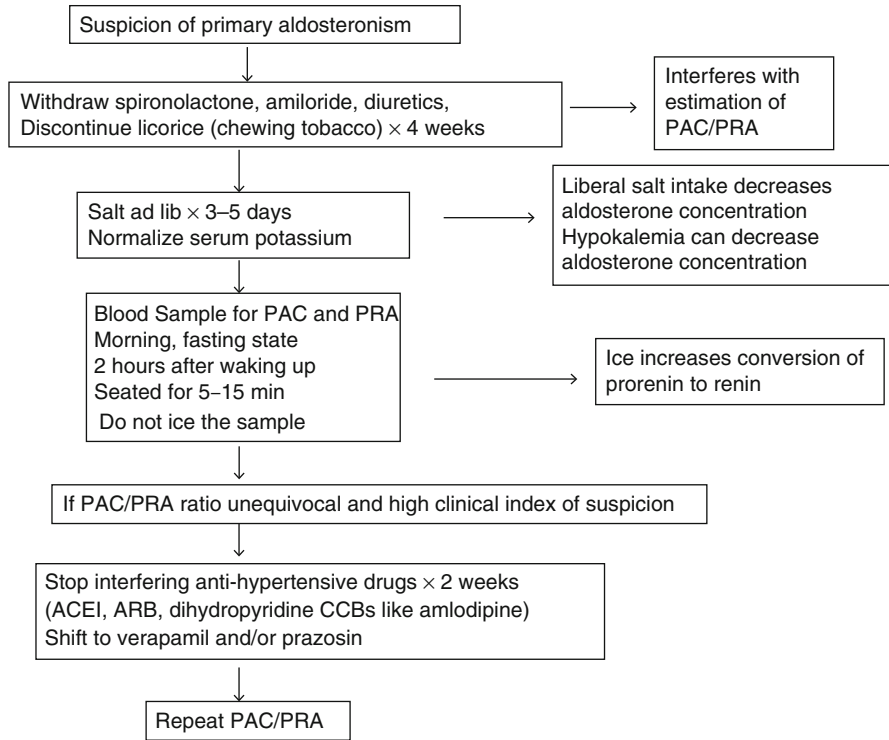 Suspicion of primary aldosteronism
Withdraw spironolactone, amiloride, diuretics,
Discontinue licorice (chewing tobacco) × 4 weeks
Interferes with
estimation of
PAC/PRA
Salt ad lib × 3–5 days
Normalize serum potassium
Liberal salt intake decreases
aldosterone concentration
Hypokalemia can decrease
aldosterone concentration
Blood Sample for PAC and PRA
Morning, fasting state
2 hours after waking up
Seated for 5–15 min
Do not ice the sample
Ice increases conversion of
prorenin to renin
If PAC/PRA ratio unequivocal and high clinical index of suspicion
Stop interfering anti-hypertensive drugs × 2 weeks
(ACEI, ARB, dihydropyridine CCBs like amlodipine)
Shift to verapamil and/or prazosin
Repeat PAC/PRA